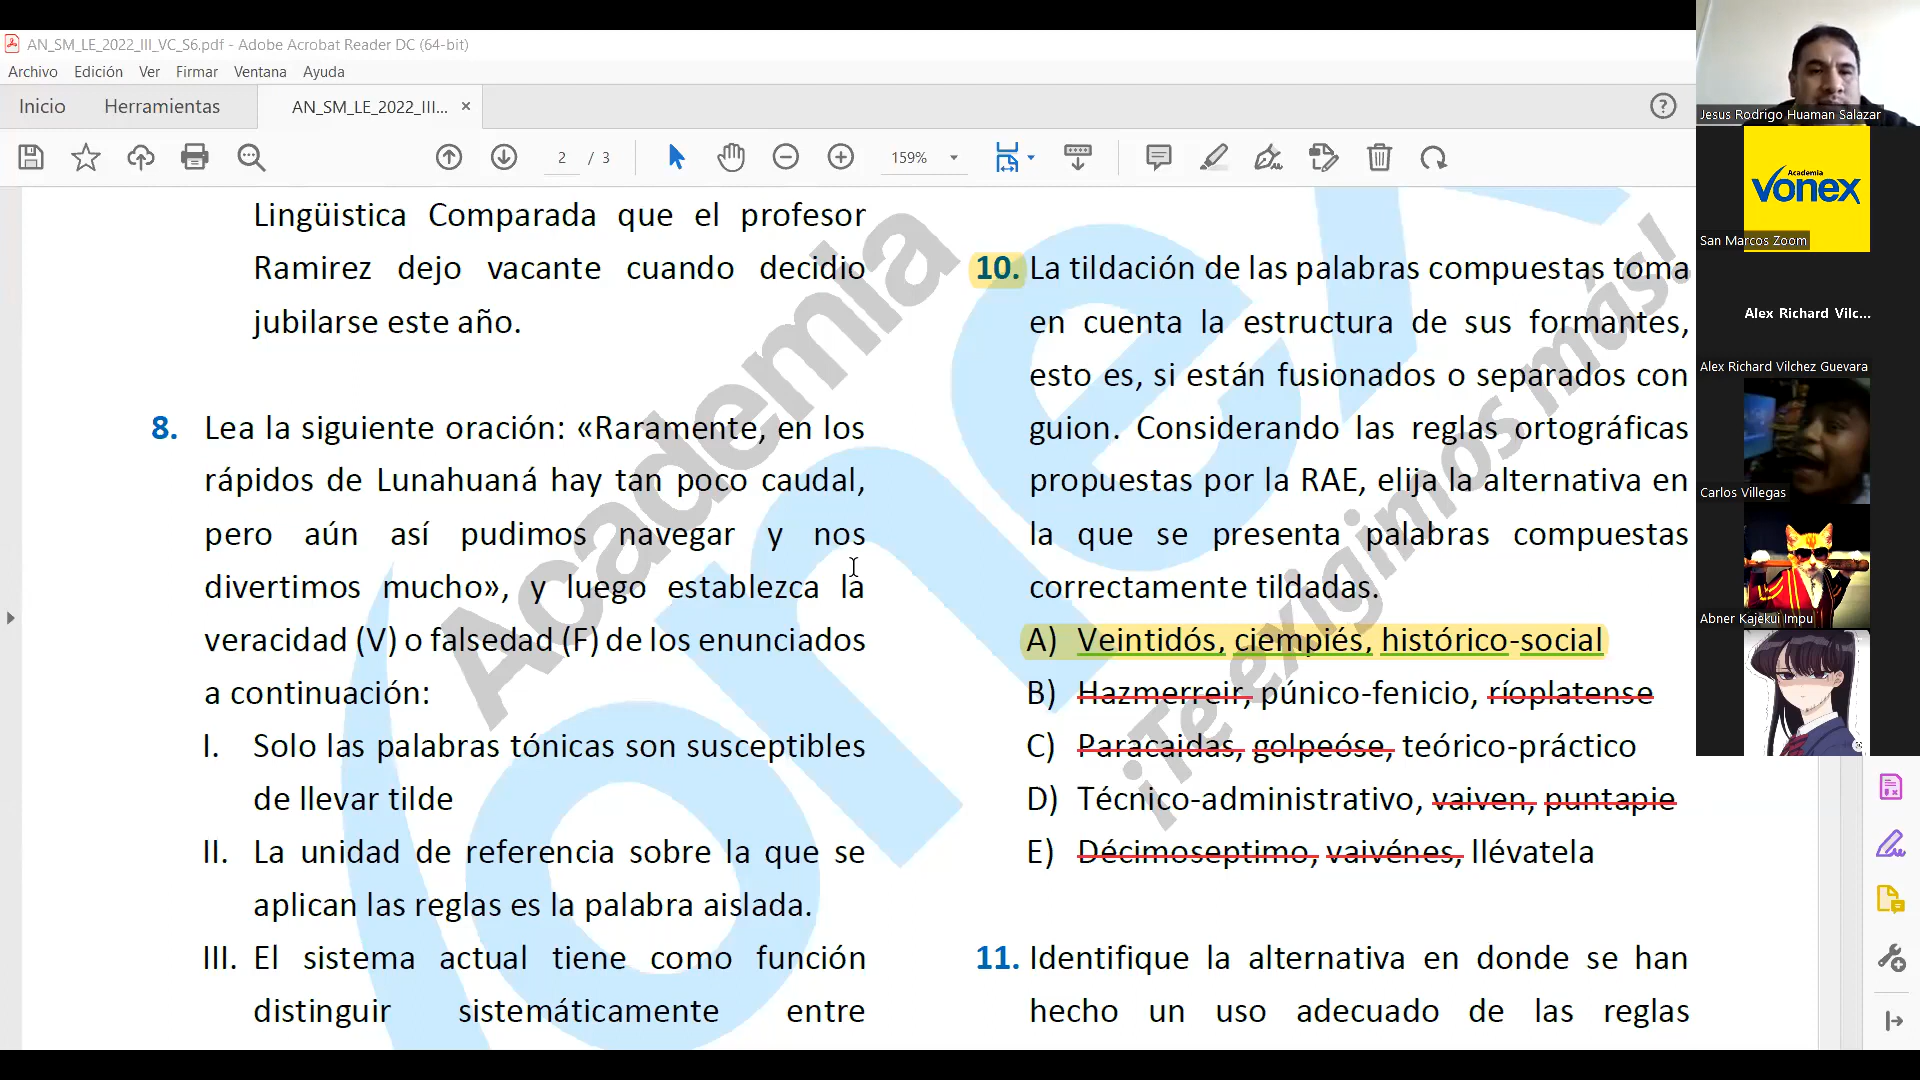 AN_SM_LE_2022_III_VC_S6.pdf - Adobe Acrobat Reader DC (64-bit)
Archivo Edición Ver Firmar Ventana Ayuda
Inicio Herramientas AN_SM_LE_2022_III... ×
2 / 3 159%
Lingüistica Comparada que el profesor
Ramirez dejo vacante cuando decidio
jubilarse este año.
8. Lea la siguiente oración: «Raramente, en los
rápidos de Lunahuaná hay tan poco caudal,
pero aún así pudimos navegar y nos
divertimos mucho», y luego establezca la
veracidad (V) o falsedad (F) de los enunciados
a continuación:
I. Solo las palabras tónicas son susceptibles
de llevar tilde
II. La unidad de referencia sobre la que se
aplican las reglas es la palabra aislada.
III. El sistema actual tiene como función
distinguir sistemáticamente entre
10. La tildación de las palabras compuestas toma
en cuenta la estructura de sus formantes,
esto es, si están fusionados o separados con
guion. Considerando las reglas ortográficas
propuestas por la RAE, elija la alternativa en
la que se presenta palabras compuestas
correctamente tildadas.
A) Veintidós, ciempiés, histórico-social
B) Hazmerreir, púnico-fenicio, ríoplatense
C) Paracaidas, golpeóse, teórico-práctico
D) Técnico-administrativo, vaiven, puntapie
E) Décimoseptimo, vaivénes, llévatela
11. Identifique la alternativa en donde se han
hecho un uso adecuado de las reglas
Academia
Vonex
¡Te exigimos más!
Jesus Rodrigo Huaman Salazar
Academia
vonex
San Marcos Zoom
Alex Richard Vilc...
Alex Richard Vilchez Guevara
Carlos Villegas
Abner Kajekui Impu